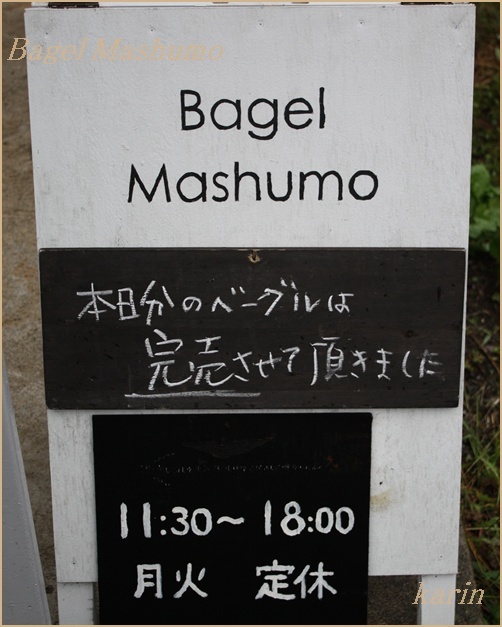 Bagel Mashumo
Bagel
Mashumo
本日分のベーグルは
完売させて頂きました
11:30～18:00
月火 定休
karin